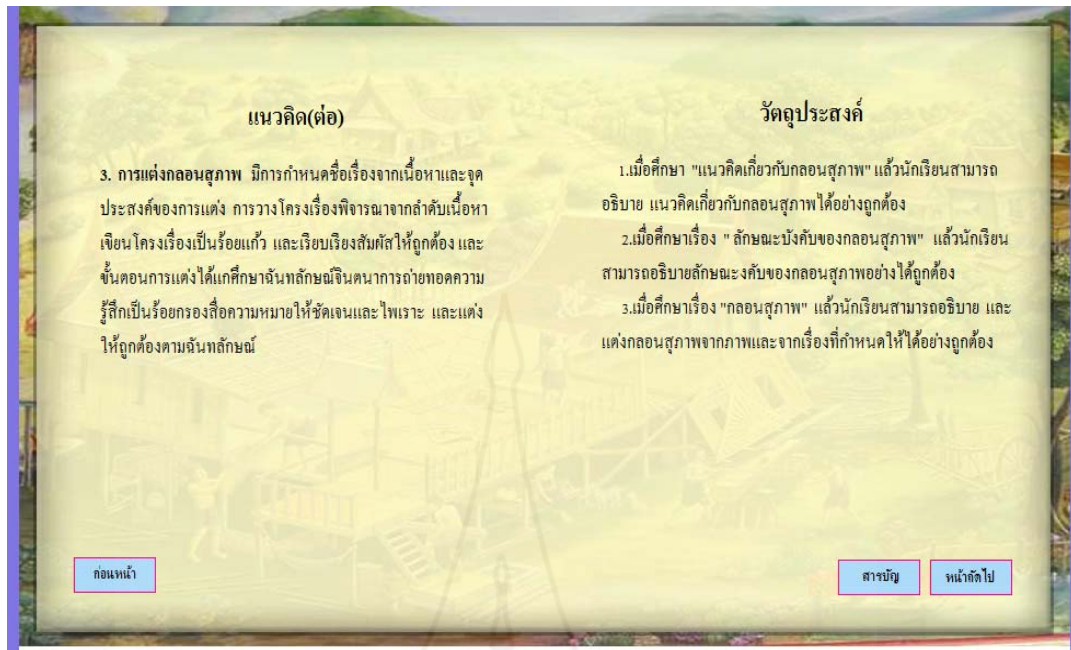 แนวคิด(ต่อ)
3. การแต่งกลอนสุภาพ มีการกำหนดชื่อเรื่องจากเนื้อหาและจุด
ประสงค์ของการแต่ง การวางโครงเรื่องพิจารณาจากลำดับเนื้อหา
เขียนโครงเรื่องเป็นร้อยแก้ว และเรียบเรียงสัมผัสให้ถูกต้อง และ
ขั้นตอนการแต่งได้แก่ศึกษาฉันทลักษณ์จินตนาการถ่ายทอดความ
รู้สึกเป็นร้อยกรองสื่อความหมายให้ชัดเจนและไพเราะ และแต่ง
ให้ถูกต้องตามฉันทลักษณ์
วัตถุประสงค์
1.เมื่อศึกษา "แนวคิดเกี่ยวกับกลอนสุภาพ" แล้วนักเรียนสามารถ
อธิบาย แนวคิดเกี่ยวกับกลอนสุภาพได้อย่างถูกต้อง
2.เมื่อศึกษาเรื่อง " ลักษณะบังคับของกลอนสุภาพ" แล้วนักเรียน
สามารถอธิบายลักษณะงคับของกลอนสุภาพอย่างได้ถูกต้อง
3.เมื่อศึกษาเรื่อง "กลอนสุภาพ" แล้วนักเรียนสามารถอธิบาย และ
แต่งกลอนสุภาพจากภาพและจากเรื่องที่กำหนดให้ได้อย่างถูกต้อง
ก่อนหน้า
สารบัญ
หน้าถัดไป